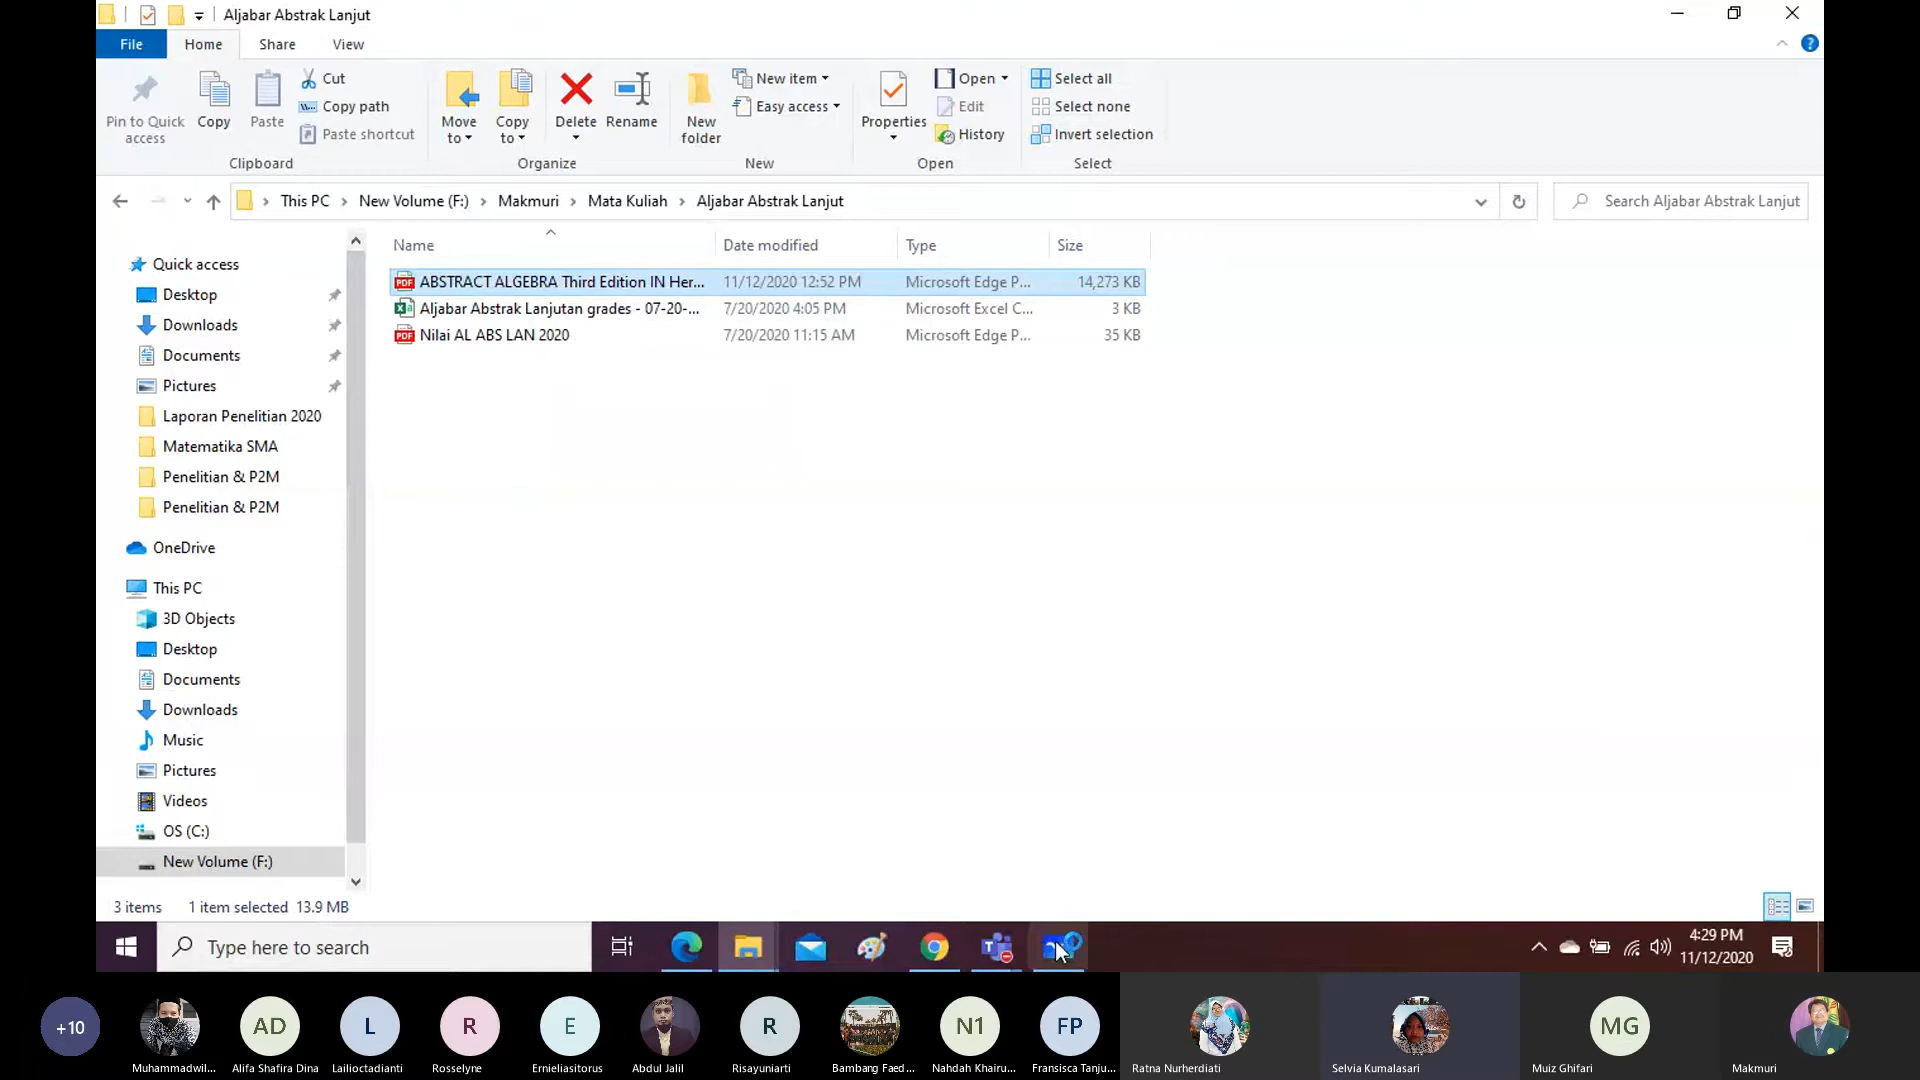 Aljabar Abstrak Lanjut
File Home Share View
Pin to Quick access
Copy
Paste
Cut
Copy path
Paste shortcut
Clipboard
Move to
Copy to
Delete
Rename
Organize
New folder
New item
Easy access
New
Properties
Open
Edit
History
Open
Select all
Select none
Invert selection
Select
This PC New Volume (F:) Makmuri Mata Kuliah Aljabar Abstrak Lanjut
Search Aljabar Abstrak Lanjut
Name Date modified Type Size
ABSTRACT ALGEBRA Third Edition IN Her... 11/12/2020 12:52 PM Microsoft Edge P... 14,273 KB
Aljabar Abstrak Lanjutan grades - 07-20-... 7/20/2020 4:05 PM Microsoft Excel C... 3 KB
Nilai AL ABS LAN 2020 7/20/2020 11:15 AM Microsoft Edge P... 35 KB
Quick access
Desktop
Downloads
Documents
Pictures
Laporan Penelitian 2020
Matematika SMA
Penelitian & P2M
Penelitian & P2M
OneDrive
This PC
3D Objects
Desktop
Documents
Downloads
Music
Pictures
Videos
OS (C:)
New Volume (F:)
3 items 1 item selected 13.9 MB
Type here to search
4:29 PM
11/12/2020
+10 AD L R E R N1 FP MG
Muhammadwil... Alifa Shafira Dina Lailioctadianti Rosselyne Ernieliasitorus Abdul Jalil Risayuniarti Bambang Faed... Nahdah Khairu... Fransisca Tanju... Ratna Nurherdiati Selvia Kumalasari Muiz Ghifari Makmuri